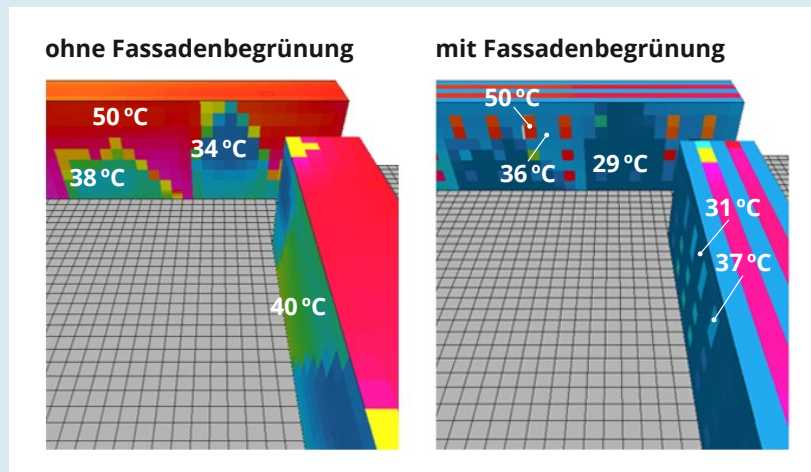 ohne Fassadenbegrünung
50 °C
34 °C
38 °C
40 °C
mit Fassadenbegrünung
50 °C
36 °C
29 °C
31 °C
37 °C